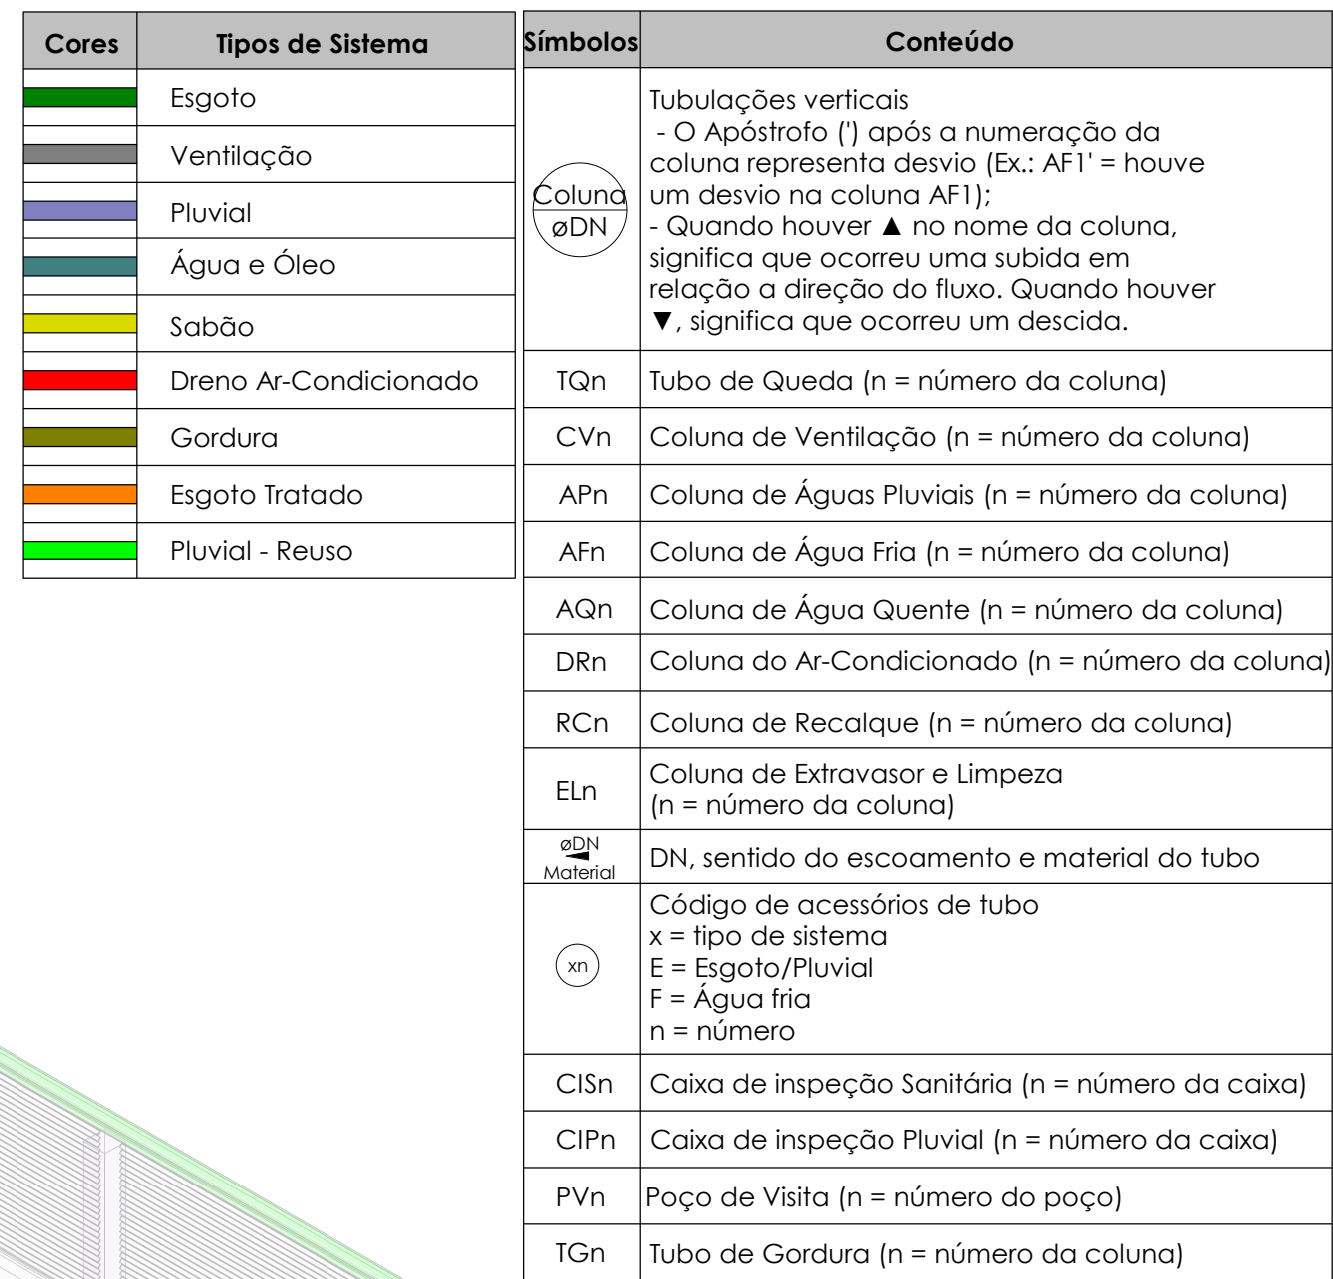 Cores Tipos de Sistema
Esgoto
Ventilação
Pluvial
Água e Óleo
Sabão
Dreno Ar-Condicionado
Gordura
Esgoto Tratado
Pluvial - Reuso
Símbolos Conteúdo
Coluna
øDN
Tubulações verticais
- O Apóstrofo (') após a numeração da
coluna representa desvio (Ex.: AF1' = houve
um desvio na coluna AF1);
- Quando houver ▲ no nome da coluna,
significa que ocorreu uma subida em
relação a direção do fluxo. Quando houver
▼, significa que ocorreu um descida.
TQn Tubo de Queda (n = número da coluna)
CVn Coluna de Ventilação (n = número da coluna)
APn Coluna de Águas Pluviais (n = número da coluna)
AFn Coluna de Água Fria (n = número da coluna)
AQn Coluna de Água Quente (n = número da coluna)
DRn Coluna do Ar-Condicionado (n = número da coluna)
RCn Coluna de Recalque (n = número da coluna)
ELn
Coluna de Extravasor e Limpeza
(n = número da coluna)
øDN
Material
DN, sentido do escoamento e material do tubo
xn
Código de acessórios de tubo
x = tipo de sistema
E = Esgoto/Pluvial
F = Água fria
n = número
CISn Caixa de inspeção Sanitária (n = número da caixa)
CIPn Caixa de inspeção Pluvial (n = número da caixa)
PVn Poço de Visita (n = número do poço)
TGn Tubo de Gordura (n = número da coluna)